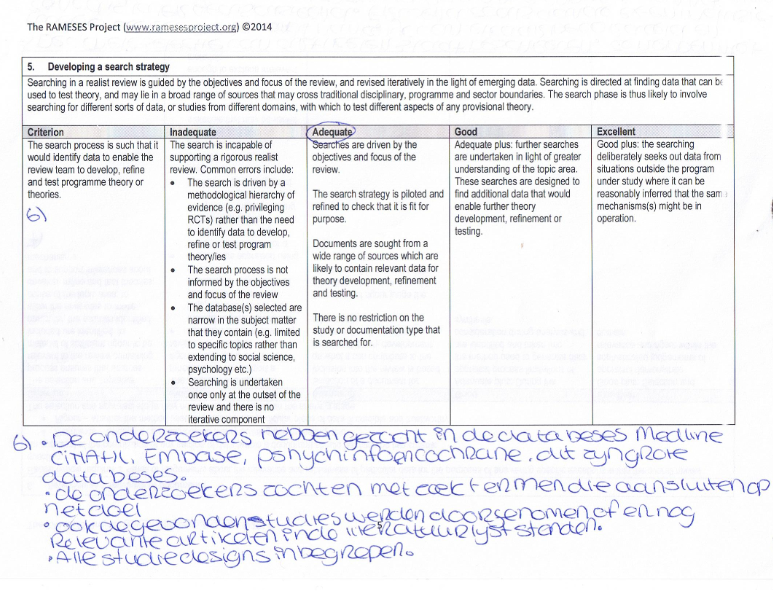 The RAMESES Project (www.ramesesproject.org) ©2014
5. Developing a search strategy
Searching in a realist review is guided by the objectives and focus of the review, and revised iteratively in the light of emerging data. Searching is directed at finding data that can be
used to test theory, and may lie in a broad range of sources that may cross traditional disciplinary, programme and sector boundaries. The search phase is thus likely to involve
searching for different sorts of data, or studies from different domains, with which to test different aspects of any provisional theory.
Criterion
The search process is such that it
would identify data to enable the
review team to develop, refine
and test programme theory or
theories.
6)
Inadequate
The search is incapable of
supporting a rigorous realist
review. Common errors include:
• The search is driven by a
methodological hierarchy of
evidence (e.g. privileging
RCTs) rather than the need
to identify data to develop,
refine or test program
theory/ies
• The search process is not
informed by the objectives
and focus of the review
• The database(s) selected are
narrow in the subject matter
that they contain (e.g. limited
to specific topics rather than
extending to social science,
psychology etc.)
• Searching is undertaken
once only at the outset of the
review and there is no
iterative component
Adequate
Searches are driven by the
objectives and focus of the
review.
The search strategy is piloted and
refined to check that it is fit for
purpose.
Documents are sought from a
wide range of sources which are
likely to contain relevant data for
theory development, refinement
and testing.
There is no restriction on the
study or documentation type that
is searched for.
Good
Adequate plus: further searches
are undertaken in light of greater
understanding of the topic area.
These searches are designed to
find additional data that would
enable further theory
development, refinement or
testing.
Excellent
Good plus: the searching
deliberately seeks out data from
situations outside the program
under study where it can be
reasonably inferred that the sam
mechanisms(s) might be in
operation.
6) • De onderzoekers hebben gezocht in de databeses Medline
CINAHL, EMbase, pshychinfo en cochrane. dit zijn grote
databeses.
• de onderzoekers zochten met zoektermen die aansluiten op
het doel
• ook de gevonden studies werden doorgenomen of er nog
Relevante artikelen in de literatuurlijst stonden.
5
• Alle studiedesigns inbegrepen.